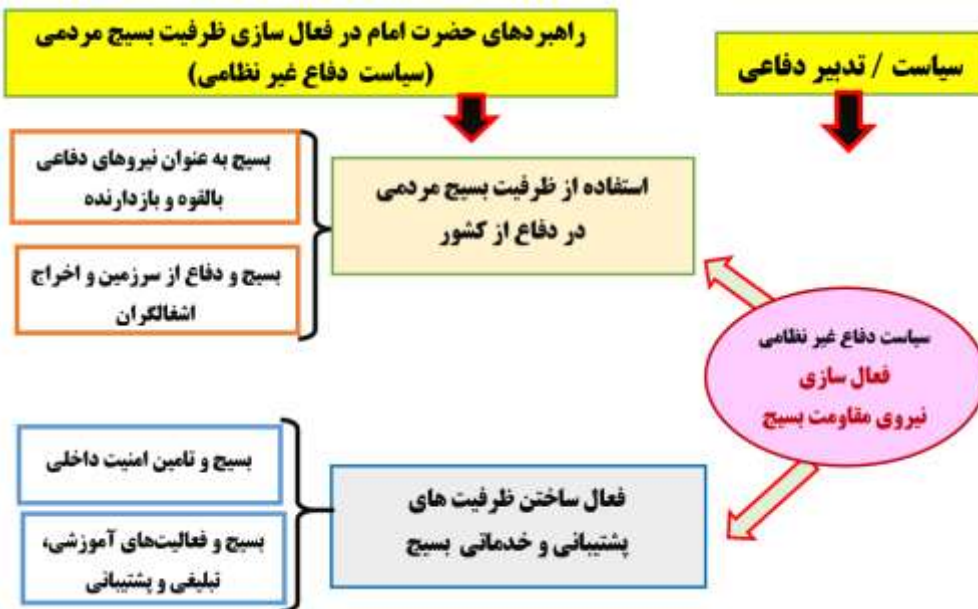 سیاست / تدبیر دفاعی
راهبردهای حضرت امام در فعال سازی ظرفیت بسیج مردمی
(سیاست دفاع غیر نظامی)
سیاست دفاع غیر نظامی
فعال سازی
نیروی مقاومت بسیج
استفاده از ظرفیت بسیج مردمی
در دفاع از کشور
بسیج به عنوان نیروهای دفاعی
بالقوه و بازدارنده
بسیج و دفاع از سرزمین و اخراج
اشغالگران
فعال ساختن ظرفیت های
پشتیبانی و خدماتی بسیج
بسیج و تامین امنیت داخلی
بسیج و فعالیت‌های آموزشی،
تبلیغی و پشتیبانی